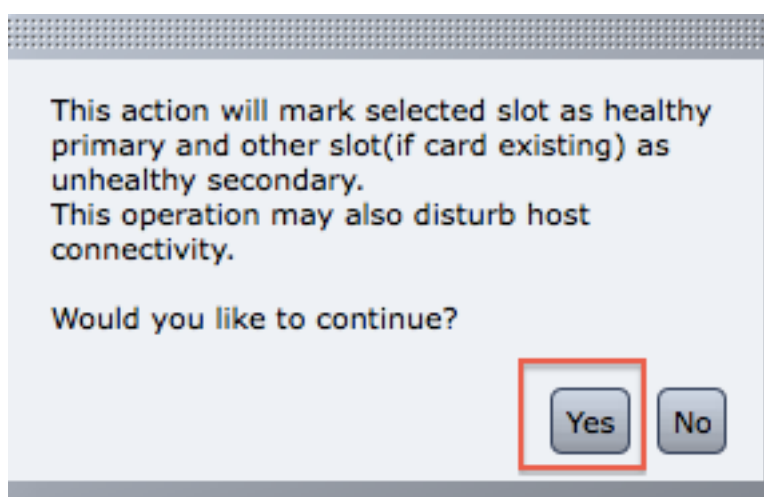 This action will mark selected slot as healthy
primary and other slot(if card existing) as
unhealthy secondary.
This operation may also disturb host
connectivity.
Would you like to continue?
Yes No